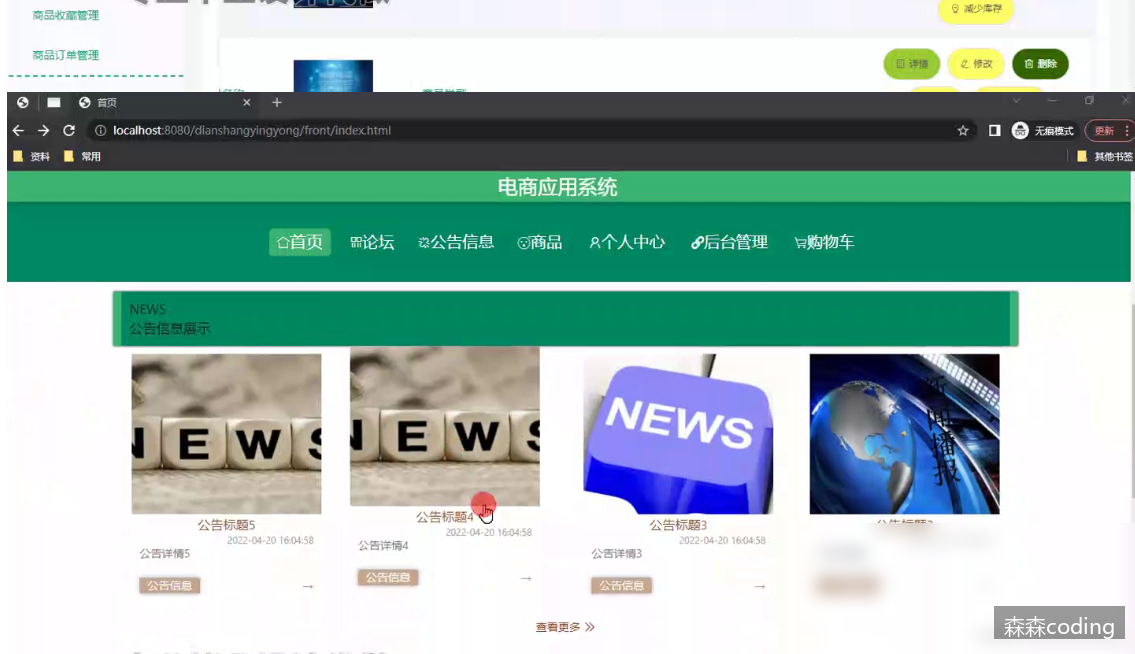 商品收藏管理
减少库存
商品订单管理
详情 修改 删除
首页
localhost:8080/dianshangyingyong/front/index.html
无痕模式 更新
资料 常用 其他书签
电商应用系统
首页 论坛 公告信息 商品 个人中心 后台管理 购物车
NEWS
公告信息展示
NEWS
NEWS
NEWS
新闻播报
公告标题5 公告标题4 公告标题3
2022-04-20 16:04:58 2022-04-20 16:04:58 2022-04-20 16:04:58
公告详情5 公告详情4 公告详情3
公告信息 公告信息 公告信息
查看更多
森森coding